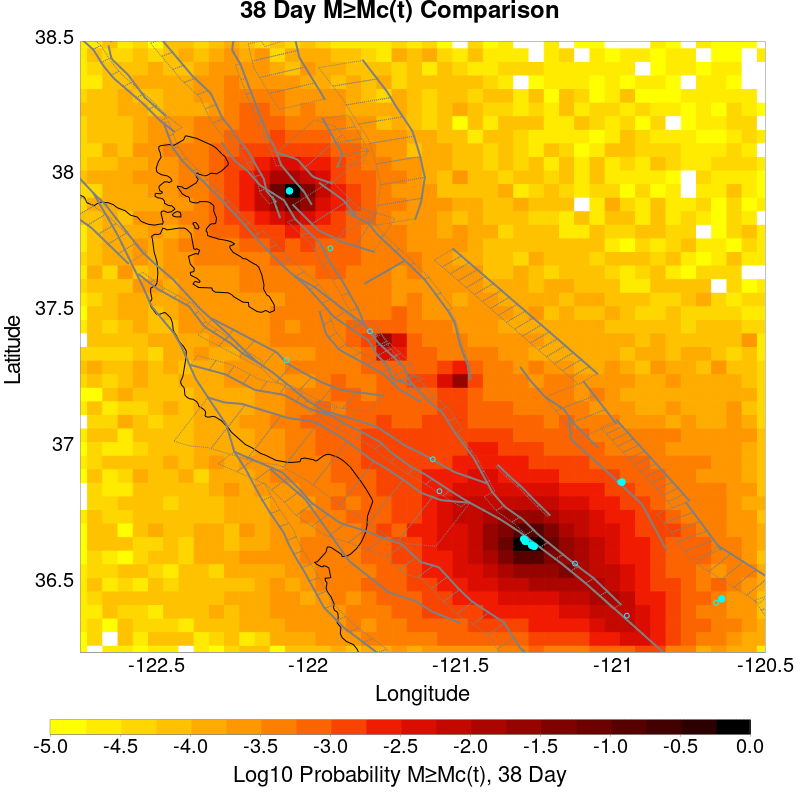 38 Day M≥Mc(t) Comparison
38.5
38
37.5
37
36.5
Latitude
-122.5 -122 -121.5 -121 -120.5
Longitude
-5.0 -4.5 -4.0 -3.5 -3.0 -2.5 -2.0 -1.5 -1.0 -0.5 0.0
Log10 Probability M≥Mc(t), 38 Day